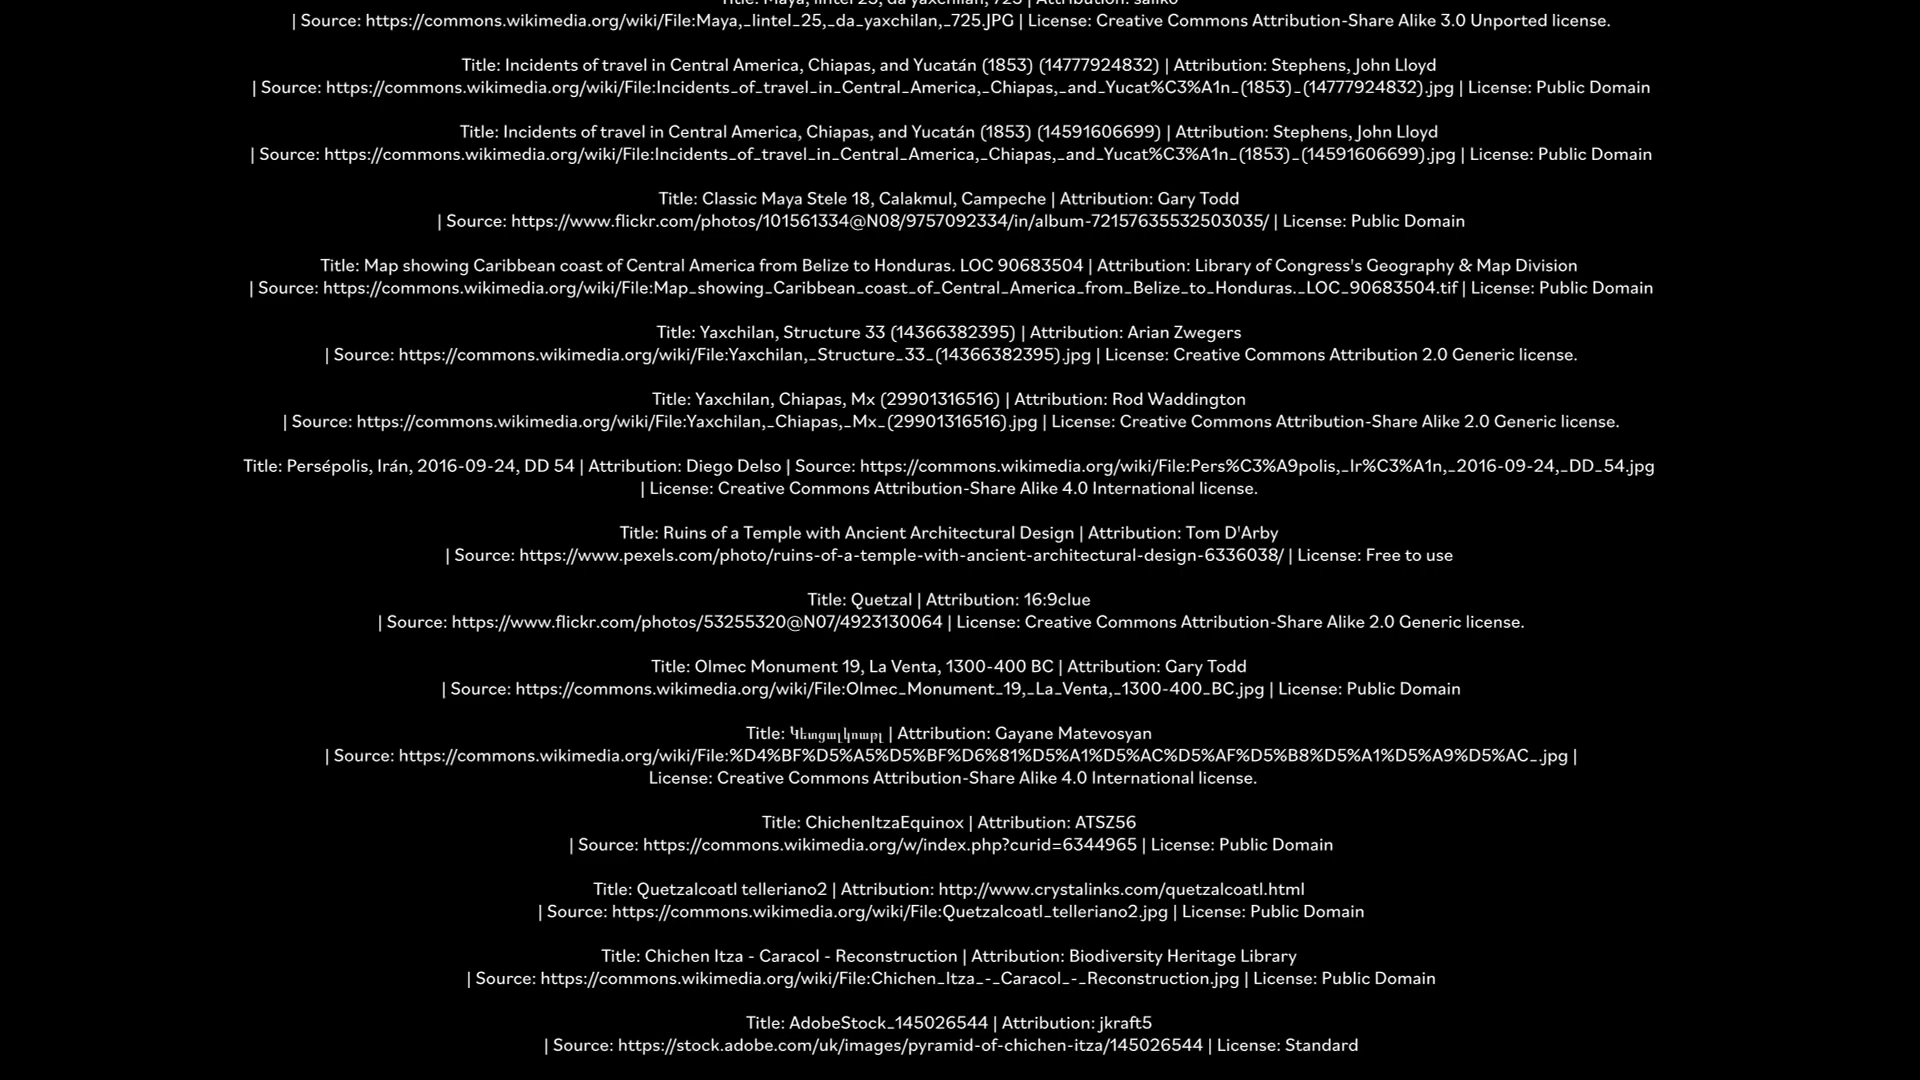 Title: Maya, lintel 25, da yaxchilan, 725 | Attribution: sailko
| Source: https://commons.wikimedia.org/wiki/File:Maya,_lintel_25,_da_yaxchilan,_725.JPG | License: Creative Commons Attribution-Share Alike 3.0 Unported license.
Title: Incidents of travel in Central America, Chiapas, and Yucatán (1853) (14777924832) | Attribution: Stephens, John Lloyd
| Source: https://commons.wikimedia.org/wiki/File:Incidents_of_travel_in_Central_America,_Chiapas,_and_Yucat%C3%A1n_(1853)_(14777924832).jpg | License: Public Domain
Title: Incidents of travel in Central America, Chiapas, and Yucatán (1853) (14591606699) | Attribution: Stephens, John Lloyd
| Source: https://commons.wikimedia.org/wiki/File:Incidents_of_travel_in_Central_America,_Chiapas,_and_Yucat%C3%A1n_(1853)_(14591606699).jpg | License: Public Domain
Title: Classic Maya Stele 18, Calakmul, Campeche | Attribution: Gary Todd
| Source: https://www.flickr.com/photos/101561334@N08/9757092334/in/album-72157635532503035/ | License: Public Domain
Title: Map showing Caribbean coast of Central America from Belize to Honduras. LOC 90683504 | Attribution: Library of Congress's Geography & Map Division
| Source: https://commons.wikimedia.org/wiki/File:Map_showing_Caribbean_coast_of_Central_America_from_Belize_to_Honduras._LOC_90683504.tif | License: Public Domain
Title: Yaxchilan, Structure 33 (14366382395) | Attribution: Arian Zwegers
| Source: https://commons.wikimedia.org/wiki/File:Yaxchilan,_Structure_33_(14366382395).jpg | License: Creative Commons Attribution 2.0 Generic license.
Title: Yaxchilan, Chiapas, Mx (29901316516) | Attribution: Rod Waddington
| Source: https://commons.wikimedia.org/wiki/File:Yaxchilan,_Chiapas,_Mx_(29901316516).jpg | License: Creative Commons Attribution-Share Alike 2.0 Generic license.
Title: Persépolis, Irán, 2016-09-24, DD 54 | Attribution: Diego Delso | Source: https://commons.wikimedia.org/wiki/File:Pers%C3%A9polis,_Ir%C3%A1n,_2016-09-24,_DD_54.jpg
| License: Creative Commons Attribution-Share Alike 4.0 International license.
Title: Ruins of a Temple with Ancient Architectural Design | Attribution: Tom D'Arby
| Source: https://www.pexels.com/photo/ruins-of-a-temple-with-ancient-architectural-design-6336038/ | License: Free to use
Title: Quetzal | Attribution: 16:9clue
| Source: https://www.flickr.com/photos/53255320@N07/4923130064 | License: Creative Commons Attribution-Share Alike 2.0 Generic license.
Title: Olmec Monument 19, La Venta, 1300-400 BC | Attribution: Gary Todd
| Source: https://commons.wikimedia.org/wiki/File:Olmec_Monument_19,_La_Venta,_1300-400_BC.jpg | License: Public Domain
Title: Կետցալկոաթլ | Attribution: Gayane Matevosyan
| Source: https://commons.wikimedia.org/wiki/File:%D4%BF%D5%A5%D5%BF%D6%81%D5%A1%D5%AC%D5%AF%D5%B8%D5%A1%D5%A9%D5%AC_.jpg |
License: Creative Commons Attribution-Share Alike 4.0 International license.
Title: ChichenItzaEquinox | Attribution: ATSZ56
| Source: https://commons.wikimedia.org/w/index.php?curid=6344965 | License: Public Domain
Title: Quetzalcoatl telleriano2 | Attribution: http://www.crystalinks.com/quetzalcoatl.html
| Source: https://commons.wikimedia.org/wiki/File:Quetzalcoatl_telleriano2.jpg | License: Public Domain
Title: Chichen Itza - Caracol - Reconstruction | Attribution: Biodiversity Heritage Library
| Source: https://commons.wikimedia.org/wiki/File:Chichen_Itza_-_Caracol_-_Reconstruction.jpg | License: Public Domain
Title: AdobeStock_145026544 | Attribution: jkraft5
| Source: https://stock.adobe.com/uk/images/pyramid-of-chichen-itza/145026544 | License: Standard